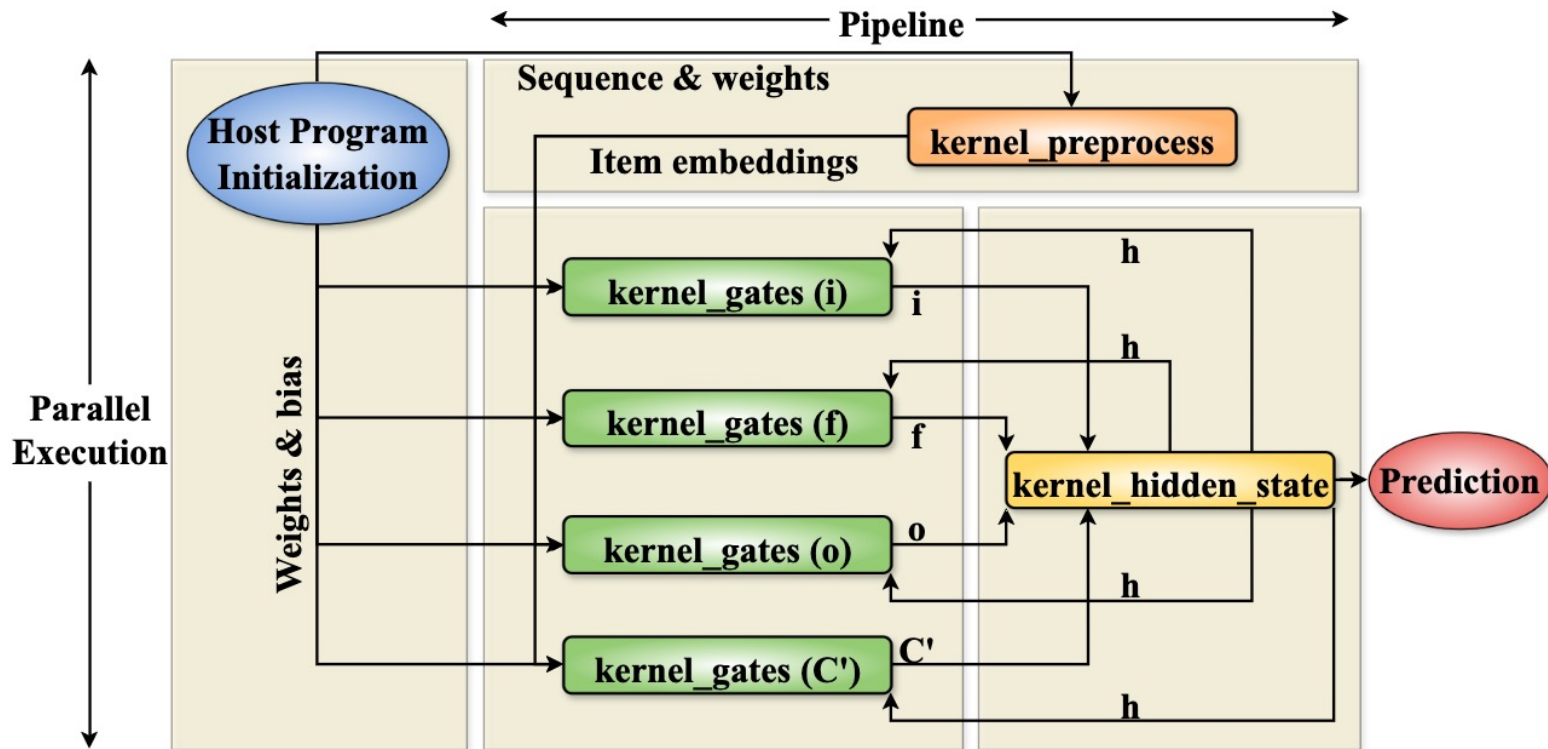 Pipeline
Sequence & weights
Host Program
Initialization
kernel_preprocess
Item embeddings
h
kernel_gates (i)
i
h
Parallel
Execution
Weights & bias
kernel_gates (f)
f
kernel_hidden_state
Prediction
kernel_gates (o)
o
h
kernel_gates (C')
C'
h